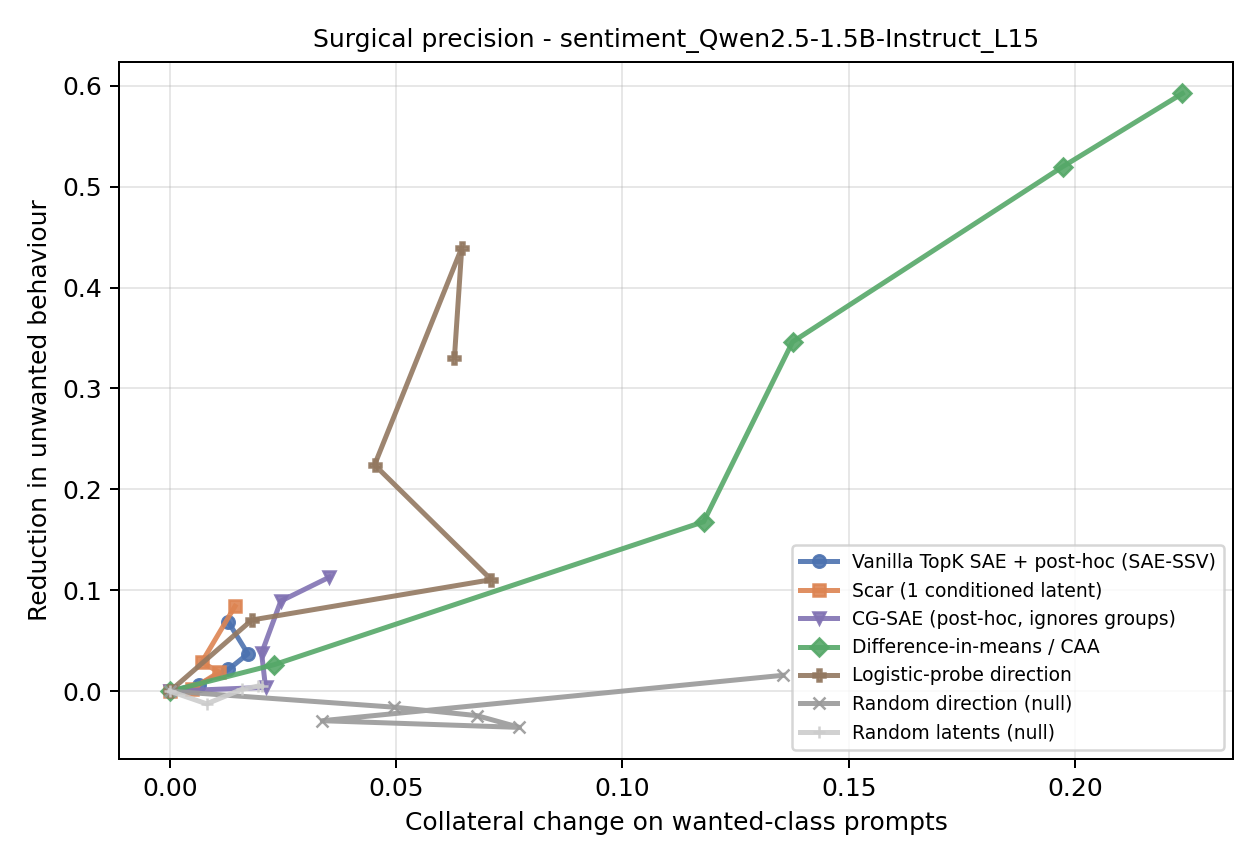 Surgical precision - sentiment_Qwen2.5-1.5B-Instruct_L15
Reduction in unwanted behaviour
0.6
0.5
0.4
0.3
0.2
0.1
0.0
Vanilla TopK SAE + post-hoc (SAE-SSV)
Scar (1 conditioned latent)
CG-SAE (post-hoc, ignores groups)
Difference-in-means / CAA
Logistic-probe direction
Random direction (null)
Random latents (null)
0.00 0.05 0.10 0.15 0.20
Collateral change on wanted-class prompts